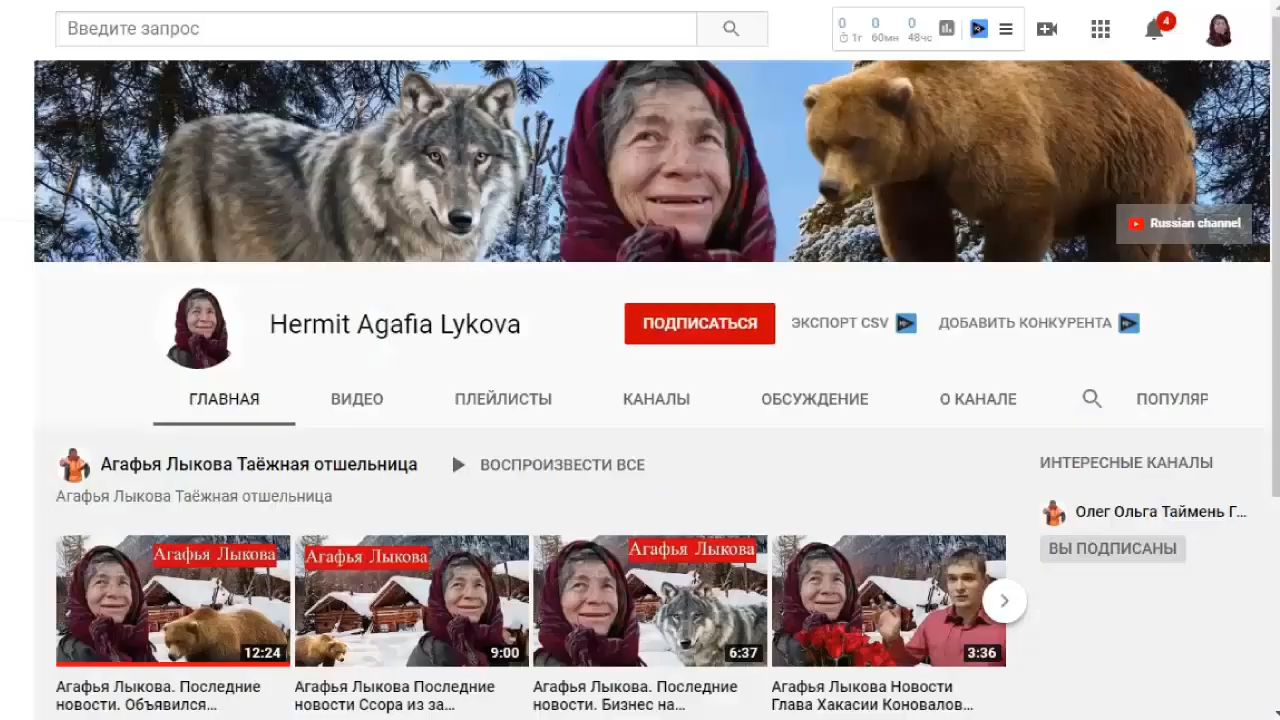 Введите запрос
0 0 0
1г 60мн 48чс
4
Russian channel
Hermit Agafia Lykova
ПОДПИСАТЬСЯ
ЭКСПОРТ CSV
ДОБАВИТЬ КОНКУРЕНТА
ГЛАВНАЯ ВИДЕО ПЛЕЙЛИСТЫ КАНАЛЫ ОБСУЖДЕНИЕ О КАНАЛЕ ПОПУЛЯР
Агафья Лыкова Таёжная отшельница
ВОСПРОИЗВЕСТИ ВСЕ
Агафья Лыкова Таёжная отшельница
Агафья Лыкова
12:24
Агафья Лыкова. Последние
новости. Объявился...
Агафья Лыкова
9:00
Агафья Лыкова Последние
новости Ссора из за...
Агафья Лыкова
6:37
Агафья Лыкова. Последние
новости. Бизнес на...
3:36
Агафья Лыкова Новости
Глава Хакасии Коновалов...
ИНТЕРЕСНЫЕ КАНАЛЫ
Олег Ольга Таймень Г...
ВЫ ПОДПИСАНЫ